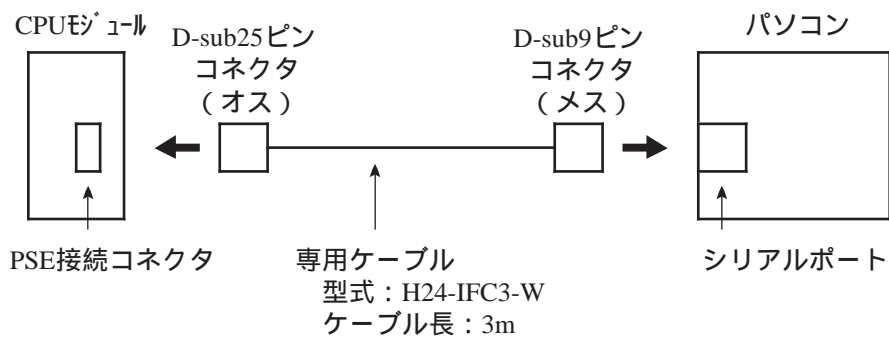 CPUﾓｼﾞｭｰﾙ
D-sub25ピン
コネクタ
（オス）
D-sub9ピン
コネクタ
（メス）
パソコン
PSE接続コネクタ
専用ケーブル
型式：H24-IFC3-W
ケーブル長：3m
シリアルポート